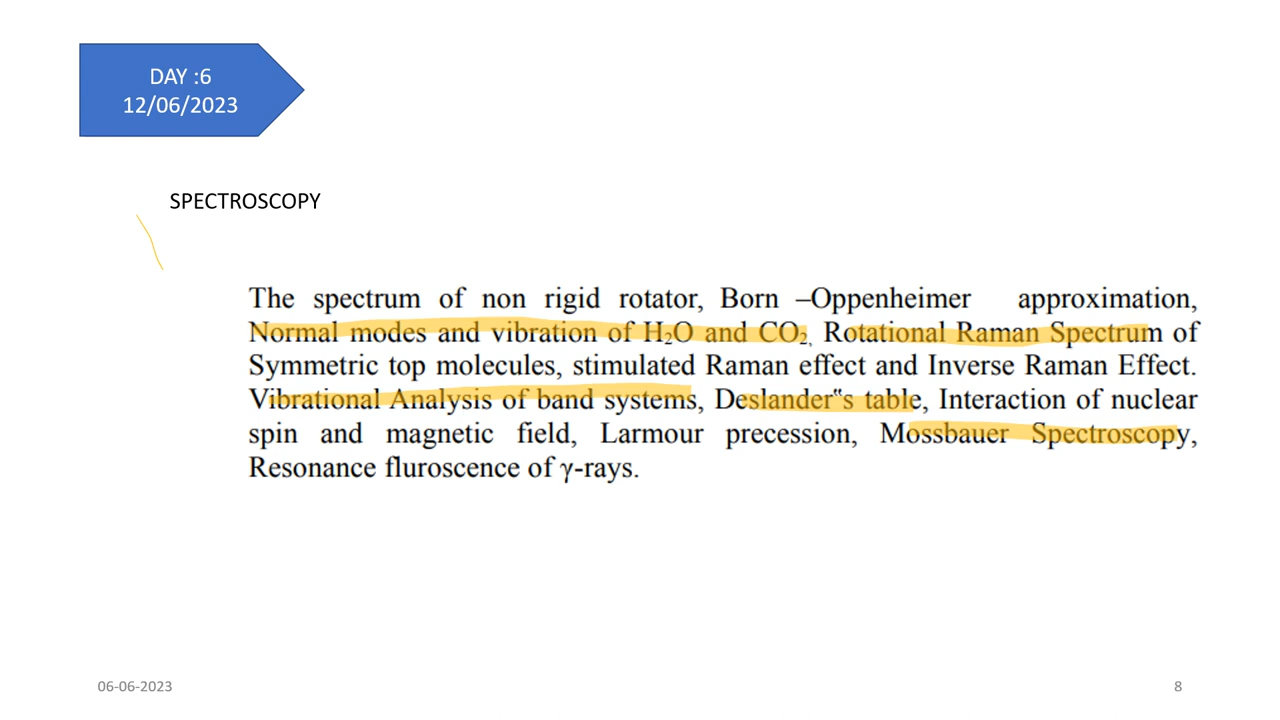 DAY :6
12/06/2023
SPECTROSCOPY
The spectrum of non rigid rotator, Born –Oppenheimer approximation,
Normal modes and vibration of H₂O and CO₂, Rotational Raman Spectrum of
Symmetric top molecules, stimulated Raman effect and Inverse Raman Effect.
Vibrational Analysis of band systems, Deslander‟s table, Interaction of nuclear
spin and magnetic field, Larmour precession, Mossbauer Spectroscopy,
Resonance fluroscence of γ-rays.
06-06-2023
8